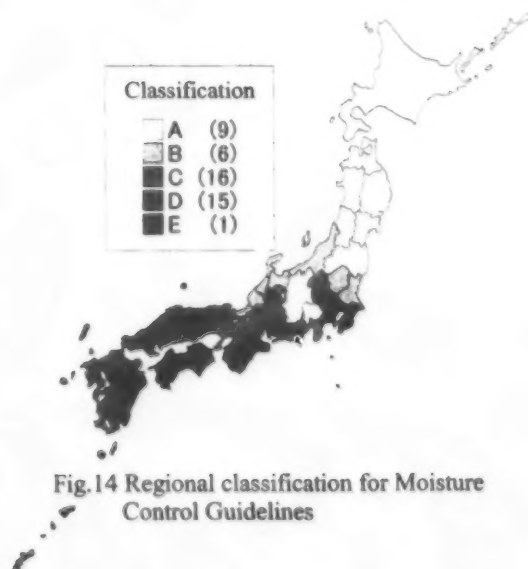 Classification
A (9)
B (6)
C (16)
D (15)
E (1)
Fig.14 Regional classification for Moisture
Control Guidelines